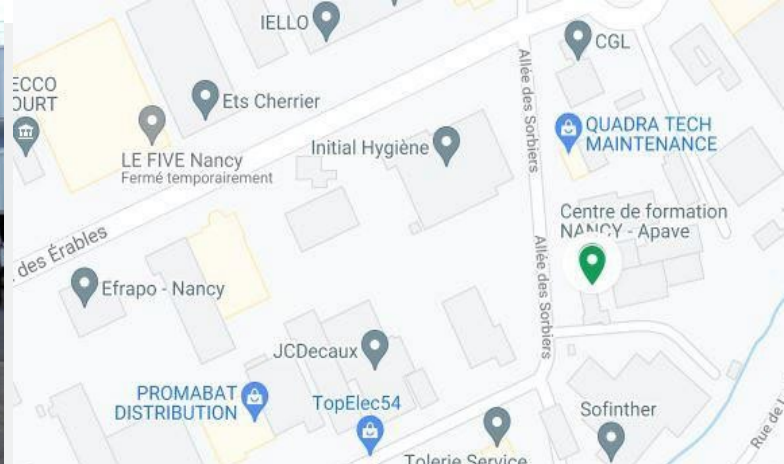 IELLO
CGL
Allée des Sorbiers
ECCO
OURT
Ets Cherrier
LE FIVE Nancy
Fermé temporairement
Initial Hygiène
QUADRA TECH
MAINTENANCE
Centre de formation
NANCY - Apave
. des Érables
Allée des Sorbiers
Efrapo - Nancy
JCDecaux
PROMABAT
DISTRIBUTION
TopElec54
Sofinther
Tolerie Service
Rue de L